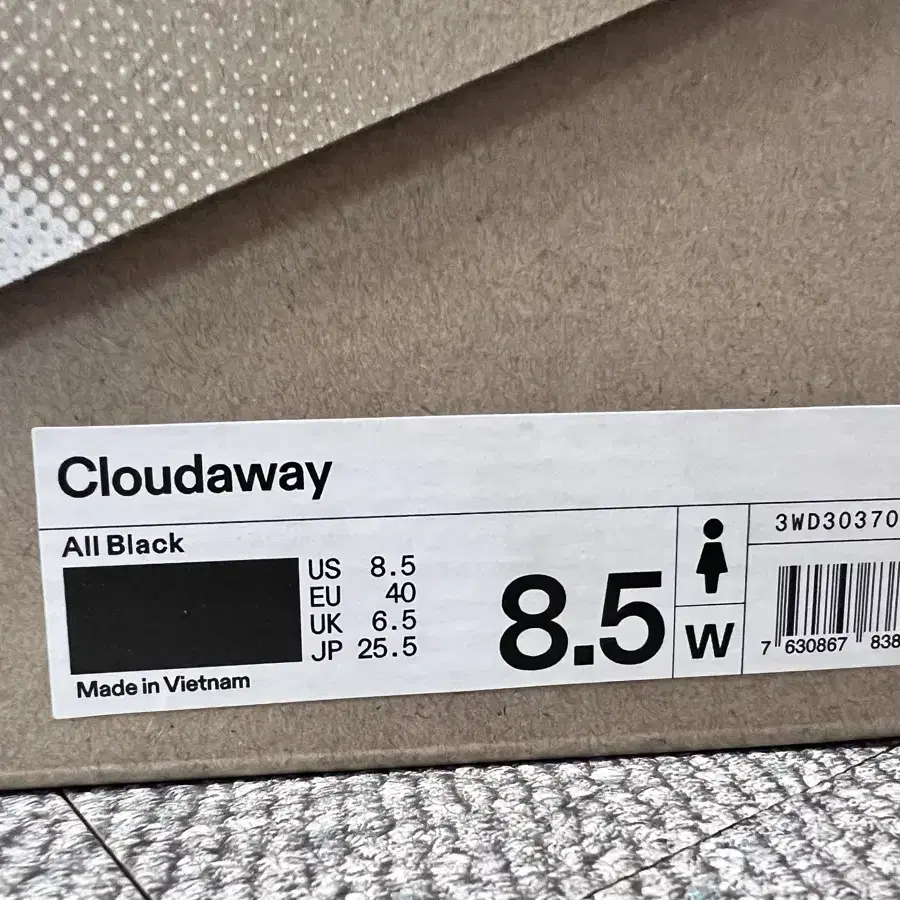 Cloudaway
All Black
US 8.5
EU 40
UK 6.5
JP 25.5
Made in Vietnam
8.5
W
3WD30370
7 630867 838